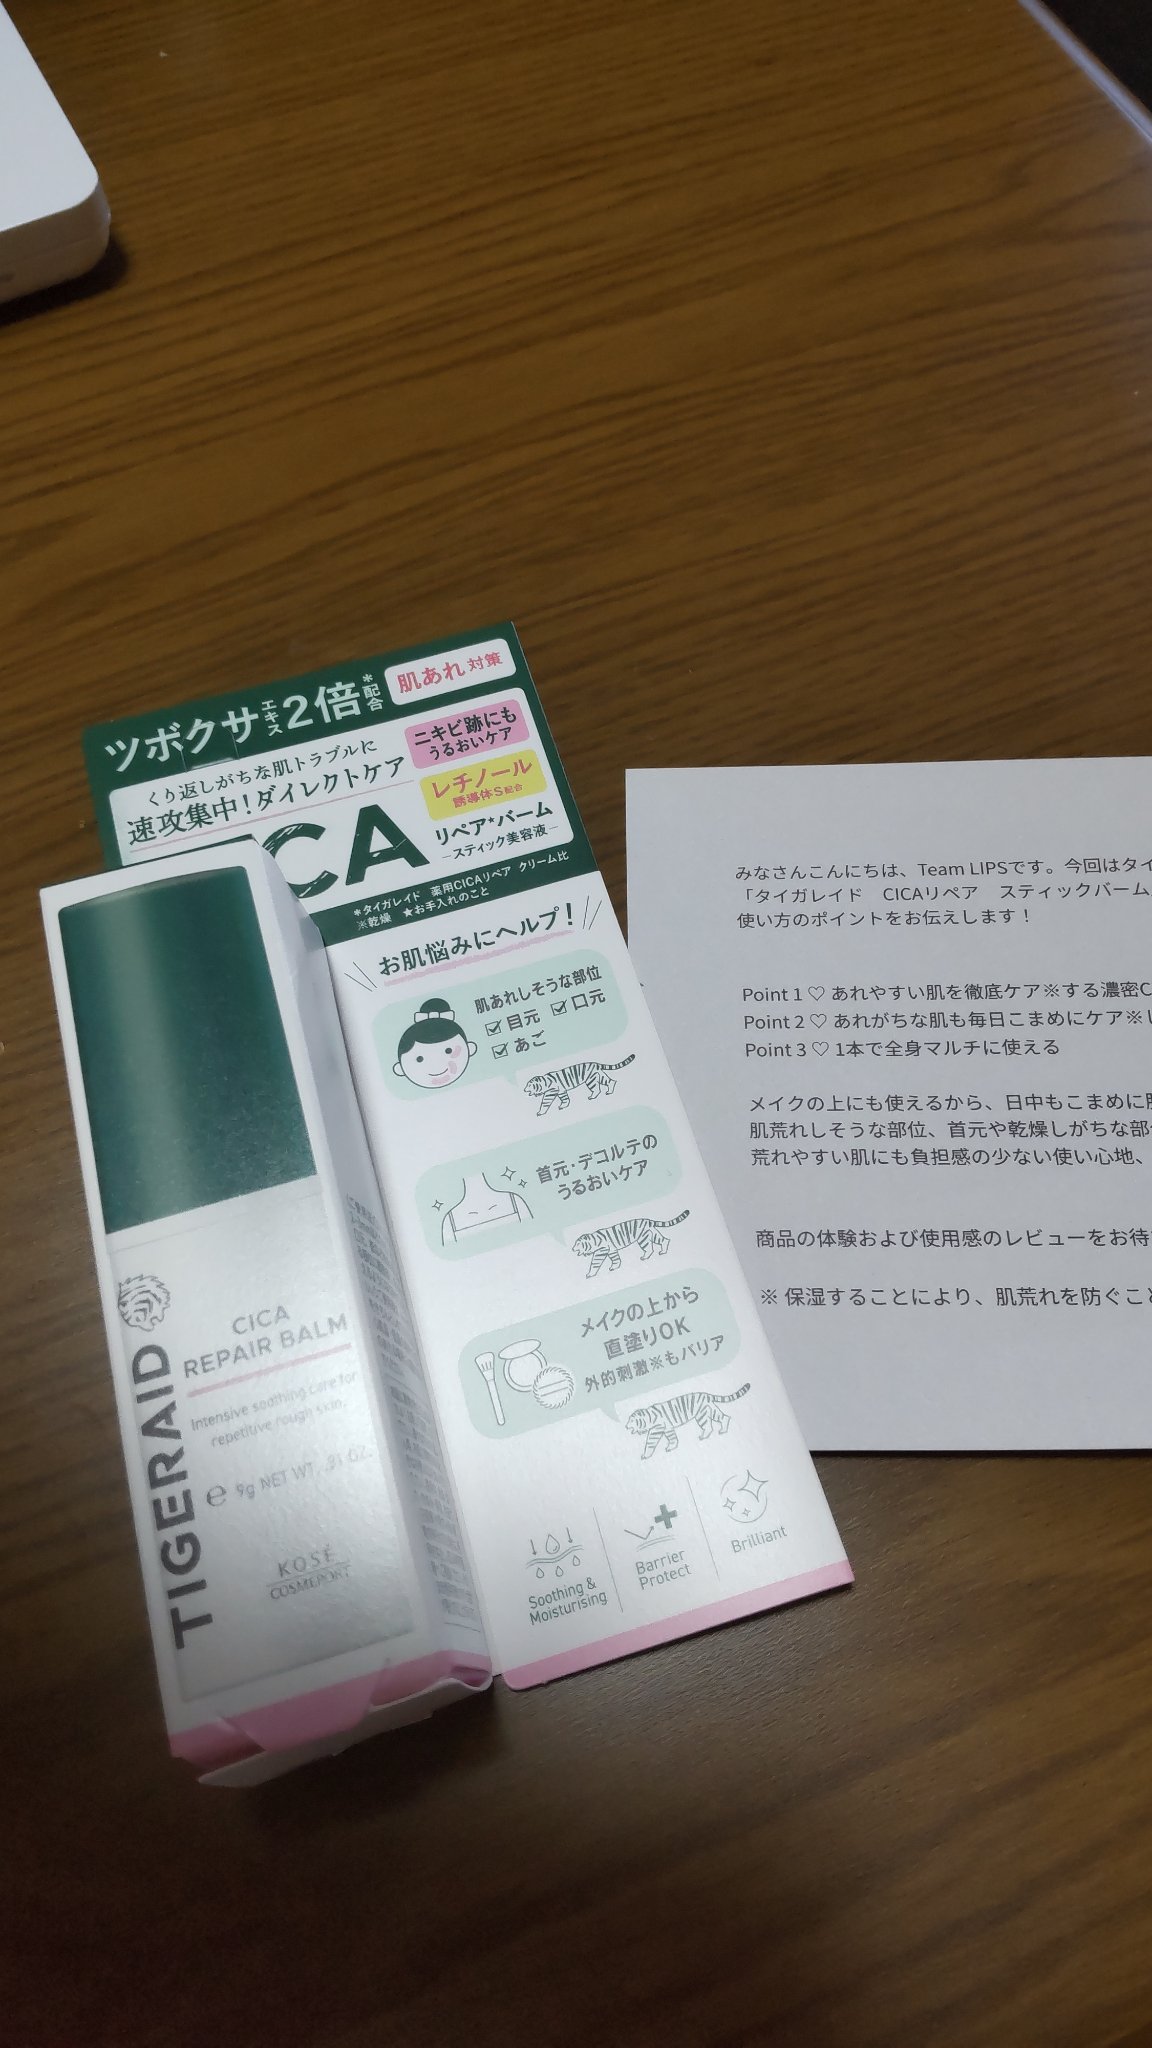 ツボクサエキス2倍*配合
肌あれ対策
くり返しがちな肌トラブルに
速攻集中！ダイレクトケア
ニキビ跡にも
うるおいケア
レチノール
誘導体S配合
CA
リペア★バーム
–スティック美容液–
*タイガレイド 薬用CICAリペア クリーム比
※乾燥 ★お手入れのこと
お肌悩みにヘルプ！
肌あれしそうな部位
目元 口元
あご
首元・デコルテの
うるおいケア
メイクの上から
直塗りOK
外的刺激※もバリア
Soothing &
Moisturising
Barrier
Protect
Brilliant
TIGERAID
CICA
REPAIR BALM
Intensive soothing care for
repetitive rough skin.
℮ 9g NET WT. .31 OZ.
KOSÉ
COSMEPORT
みなさんこんにちは、Team LIPSです。今回はタイ
「タイガレイド CICAリペア スティックバーム
使い方のポイントをお伝えします！
Point 1 ♡ あれやすい肌を徹底ケア※する濃密C
Point 2 ♡ あれがちな肌も毎日こまめにケア※し
Point 3 ♡ 1本で全身マルチに使える
メイクの上にも使えるから、日中もこまめに肌
肌荒れしそうな部位、首元や乾燥しがちな部
荒れやすい肌にも負担感の少ない使い心地、
商品の体験および使用感のレビューをお待
※ 保湿することにより、肌荒れを防ぐこと